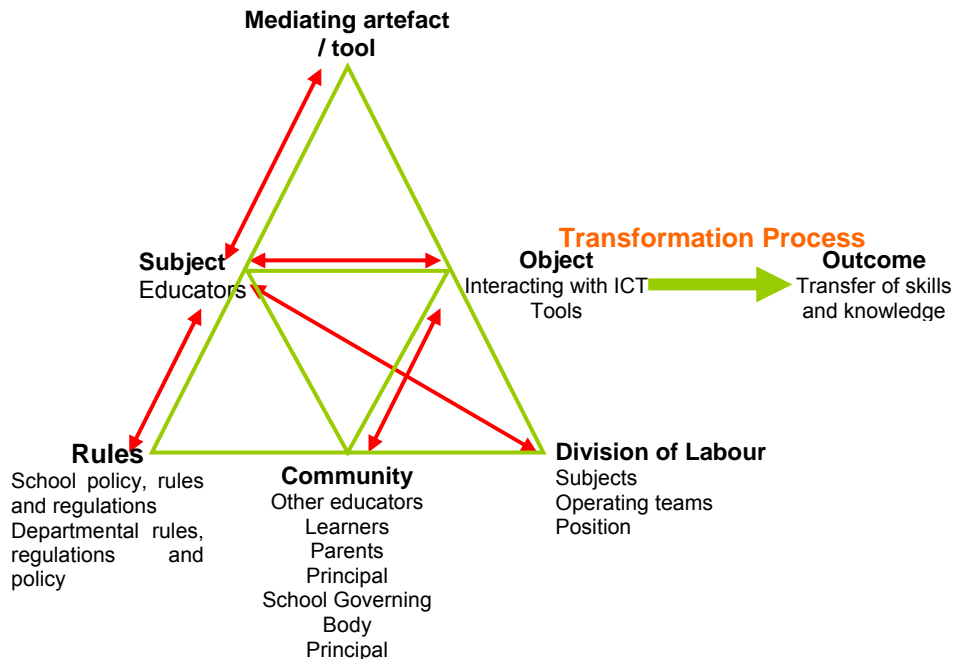 Mediating artefact
/ tool
Transformation Process
Subject
Educators
Object
Interacting with ICT
Tools
Outcome
Transfer of skills
and knowledge
Rules
School policy, rules
and regulations
Departmental rules,
regulations and
policy
Community
Other educators
Learners
Parents
Principal
School Governing
Body
Principal
Division of Labour
Subjects
Operating teams
Position